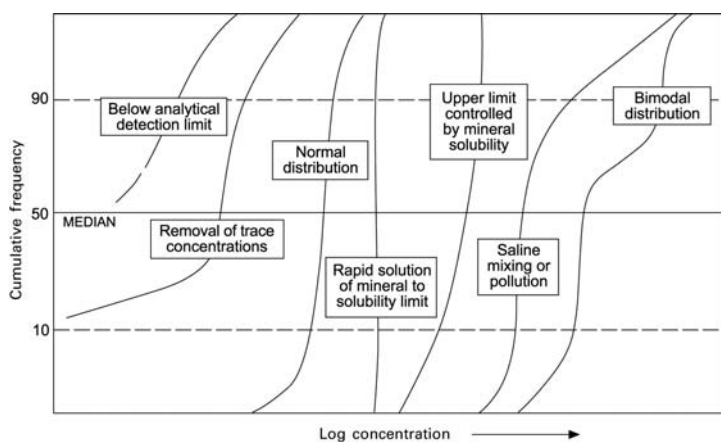 Cumulative frequency
90
50
10
MEDIAN
Below analytical
detection limit
Removal of trace
concentrations
Normal
distribution
Rapid solution
of mineral to
solubility limit
Upper limit
controlled
by mineral
solubility
Saline
mixing or
pollution
Bimodal
distribution
Log concentration